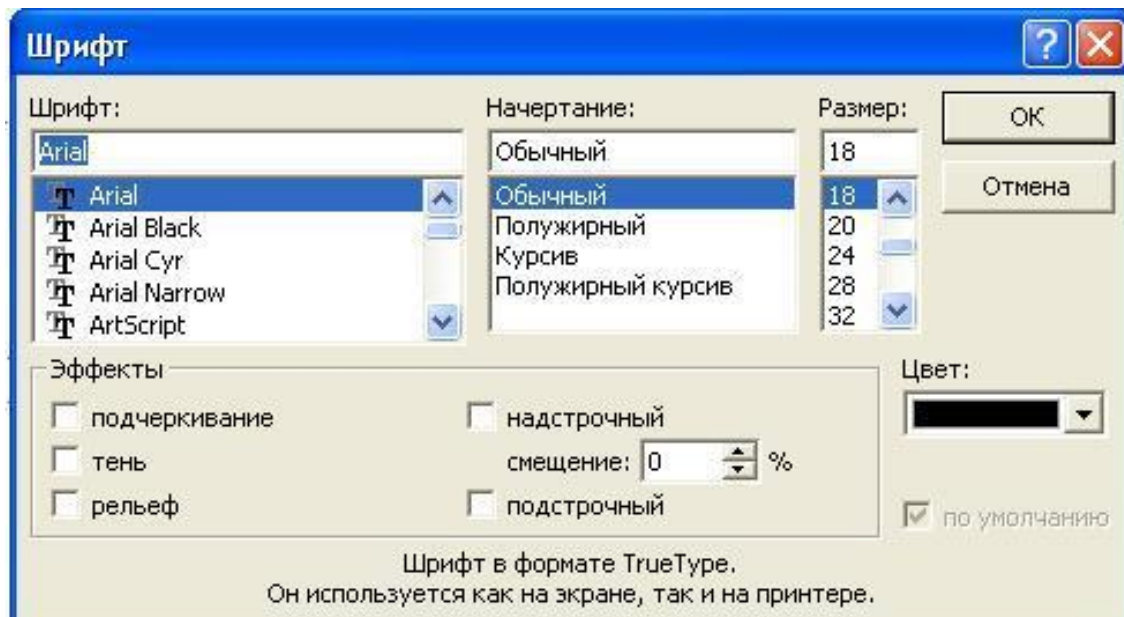 Шрифт
Шрифт:
Начертание:
Размер:
Arial
Обычный
18
ОК
Отмена
Arial
Arial Black
Arial Cyr
Arial Narrow
ArtScript
Обычный
Полужирный
Курсив
Полужирный курсив
18
20
24
28
32
Эффекты
подчеркивание
тень
рельеф
надстрочный
смещение: 0 %
подстрочный
Цвет:
по умолчанию
Шрифт в формате TrueType.
Он используется как на экране, так и на принтере.